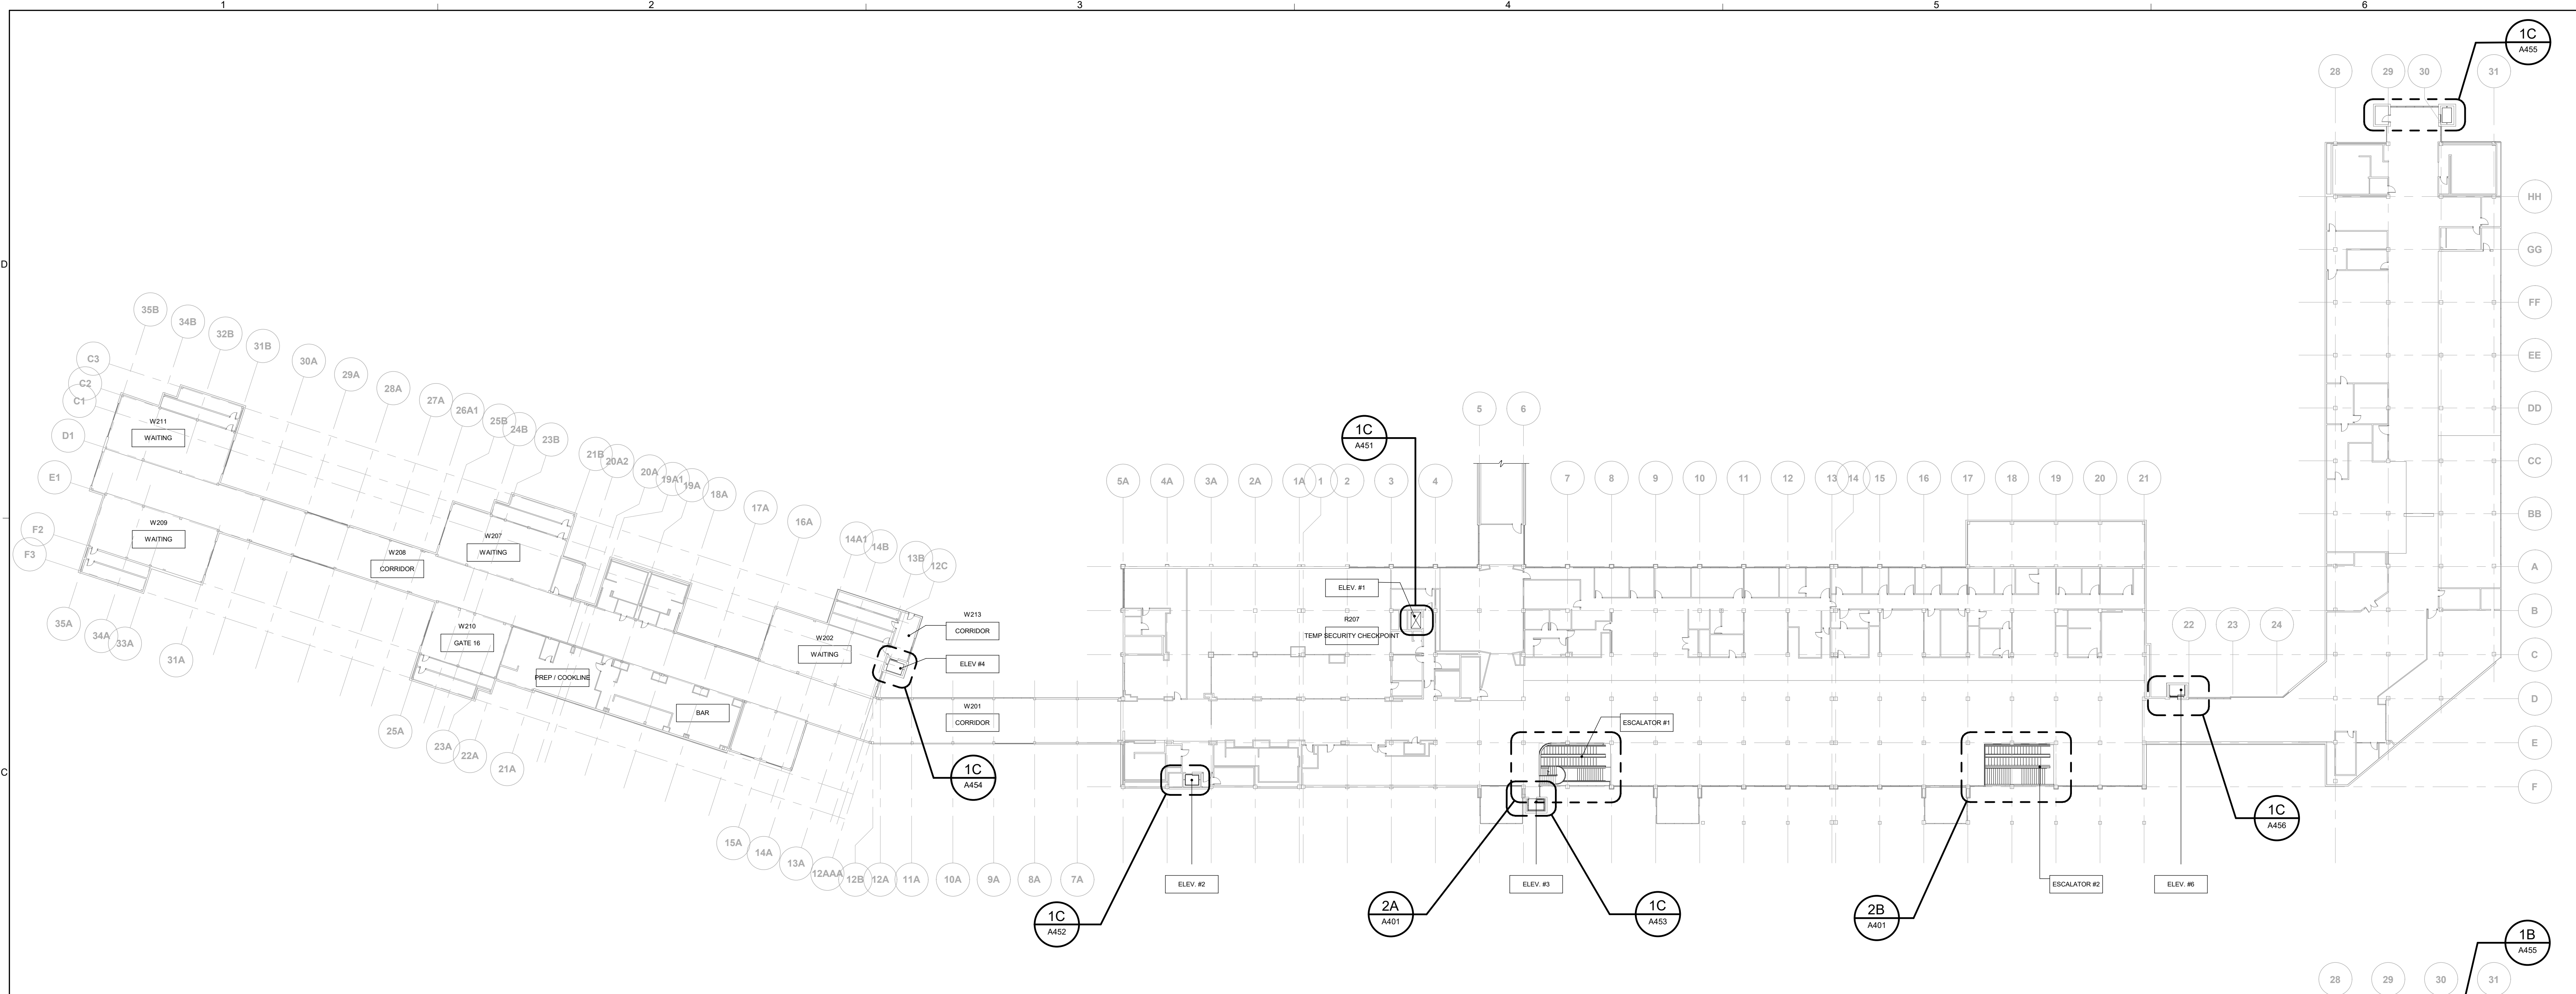 1 2 3 4 5 6
1C
A455
28 29 30 31
HH
D
GG
FF
35B
34B
32B
31B
30A
29A
28A
27A
26A1
25B
24B
23B
21B
20A2
20A
19A1
19A
18A
17A
16A
14A1
14B
13B
12C
C3
C2
C1
D1
E1
F2
F3
EE
DD
CC
BB
A
B
C
D
E
F
5 6
1C
A451
5A 4A 3A 2A 1A 1 2 3 4 7 8 9 10 11 12 13 14 15 16 17 18 19 20 21
22 23 24
W211
WAITING
W209
WAITING
W207
WAITING
W208
CORRIDOR
W210
GATE 16
PREP / COOKLINE
BAR
W202
WAITING
W213
CORRIDOR
ELEV #4
W201
CORRIDOR
ELEV. #1
R207
TEMP SECURITY CHECKPOINT
ESCALATOR #1
35A
34A
33A
31A
25A
23A
22A
21A
15A
14A
13A
12AAA
12B
12A
11A
10A
9A
8A
7A
C
1C
A454
1C
A456
ELEV. #2
ELEV. #3
ESCALATOR #2
ELEV. #6
1C
A452
2A
A401
1C
A453
2B
A401
1B
A455
28 29 30 31